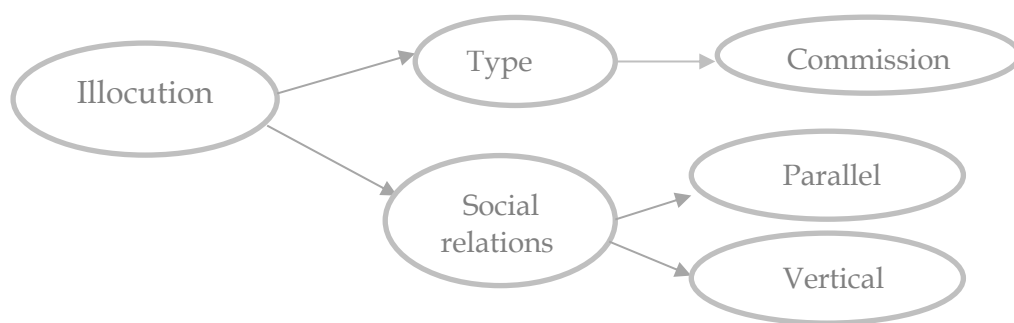 Illocution
Type
Commission
Social
relations
Parallel
Vertical